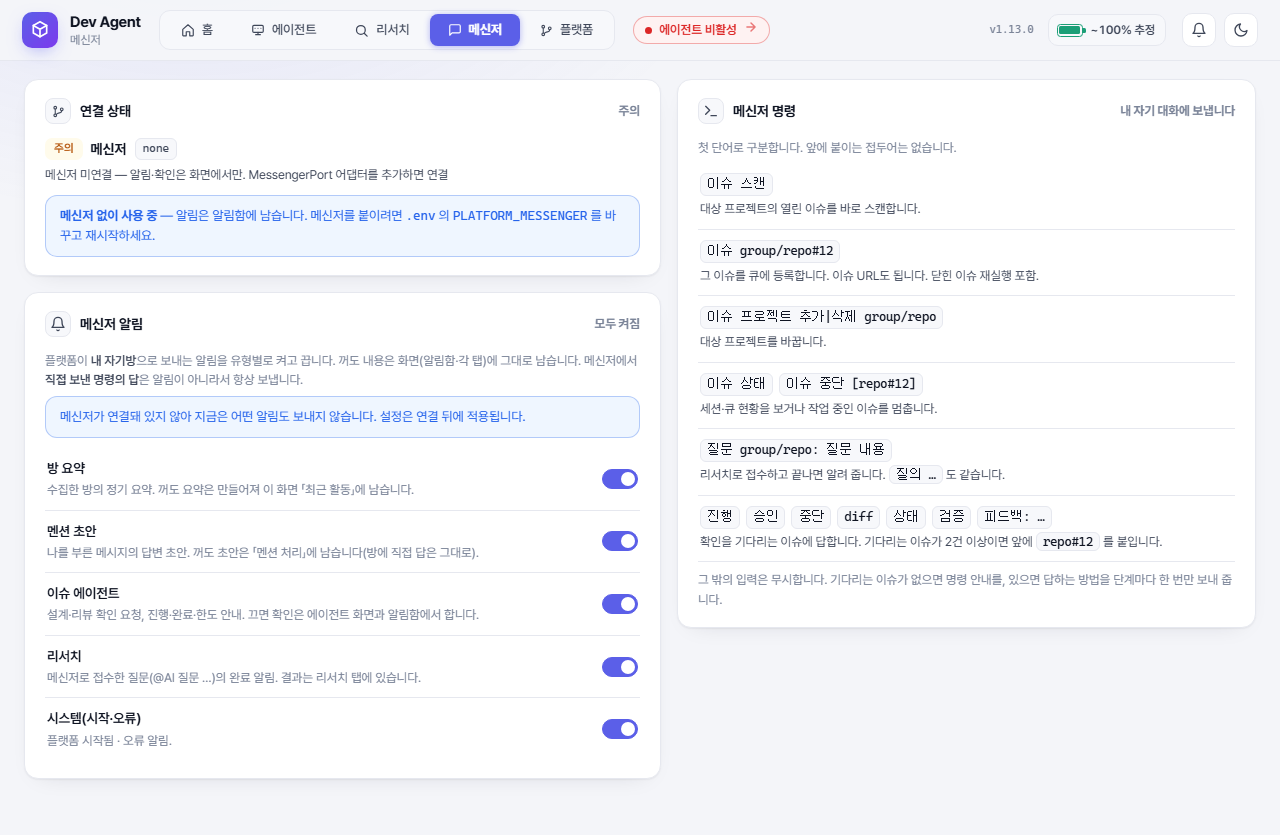 Dev Agent
메신저
홈
에이전트
리서치
메신저
플랫폼
에이전트 비활성 →
v1.13.0
~100% 추정
연결 상태
주의
주의 메신저 none
메신저 미연결 — 알림·확인은 화면에서만. MessengerPort 어댑터를 추가하면 연결
메신저 없이 사용 중 — 알림은 알림함에 남습니다. 메신저를 붙이려면 .env 의 PLATFORM_MESSENGER 를 바
꾸고 재시작하세요.
메신저 알림
모두 켜짐
플랫폼이 내 자기방으로 보내는 알림을 유형별로 켜고 끕니다. 꺼도 내용은 화면(알림함·각 탭)에 그대로 남습니다. 메신저에서
직접 보낸 명령의 답은 알림이 아니라서 항상 보냅니다.
메신저가 연결돼 있지 않아 지금은 어떤 알림도 보내지 않습니다. 설정은 연결 뒤에 적용됩니다.
방 요약
수집한 방의 정기 요약. 꺼도 요약은 만들어져 이 화면 「최근 활동」에 남습니다.
멘션 초안
나를 부른 메시지의 답변 초안. 꺼도 초안은 「멘션 처리」에 남습니다(방에 직접 답은 그대로).
이슈 에이전트
설계·리뷰 확인 요청, 진행·완료·한도 안내. 끄면 확인은 에이전트 화면과 알림함에서 합니다.
리서치
메신저로 접수한 질문(@AI 질문 …)의 완료 알림. 결과는 리서치 탭에 있습니다.
시스템(시작·오류)
플랫폼 시작됨 · 오류 알림.
메신저 명령
내 자기 대화에 보냅니다
첫 단어로 구분합니다. 앞에 붙이는 접두어는 없습니다.
이슈 스캔
대상 프로젝트의 열린 이슈를 바로 스캔합니다.
이슈 group/repo#12
그 이슈를 큐에 등록합니다. 이슈 URL도 됩니다. 닫힌 이슈 재실행 포함.
이슈 프로젝트 추가|삭제 group/repo
대상 프로젝트를 바꿉니다.
이슈 상태 이슈 중단 [repo#12]
세션·큐 현황을 보거나 작업 중인 이슈를 멈춥니다.
질문 group/repo: 질문 내용
리서치로 접수하고 끝나면 알려 줍니다. 질의 … 도 같습니다.
진행 승인 중단 diff 상태 검증 피드백: …
확인을 기다리는 이슈에 답합니다. 기다리는 이슈가 2건 이상이면 앞에 repo#12 를 붙입니다.
그 밖의 입력은 무시합니다. 기다리는 이슈가 없으면 명령 안내를, 있으면 답하는 방법을 단계마다 한 번만 보내 줍
니다.